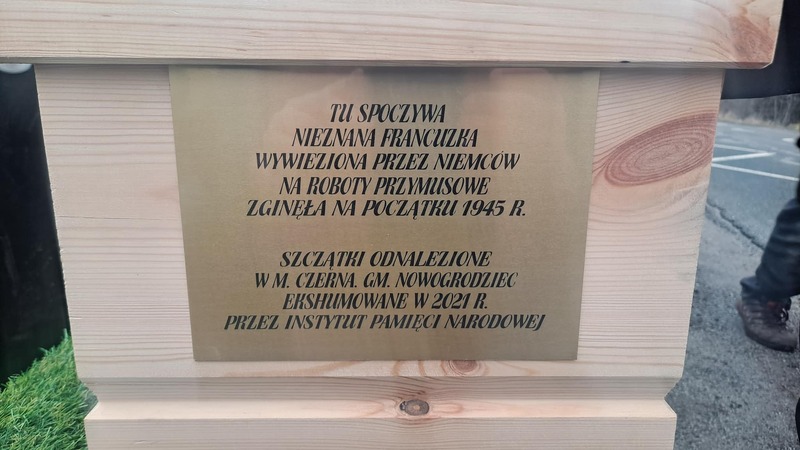 TU SPOCZYWA
NIEZNANA FRANCUZKA
WYWIEZIONA PRZEZ NIEMCÓW
NA ROBOTY PRZYMUSOWE
ZGINĘŁA NA POCZĄTKU 1945 R.
SZCZĄTKI ODNALEZIONE
W M. CZERNA, GM. NOWOGRODZIEC
EKSHUMOWANE W 2021 R.
PRZEZ INSTYTUT PAMIĘCI NARODOWEJ